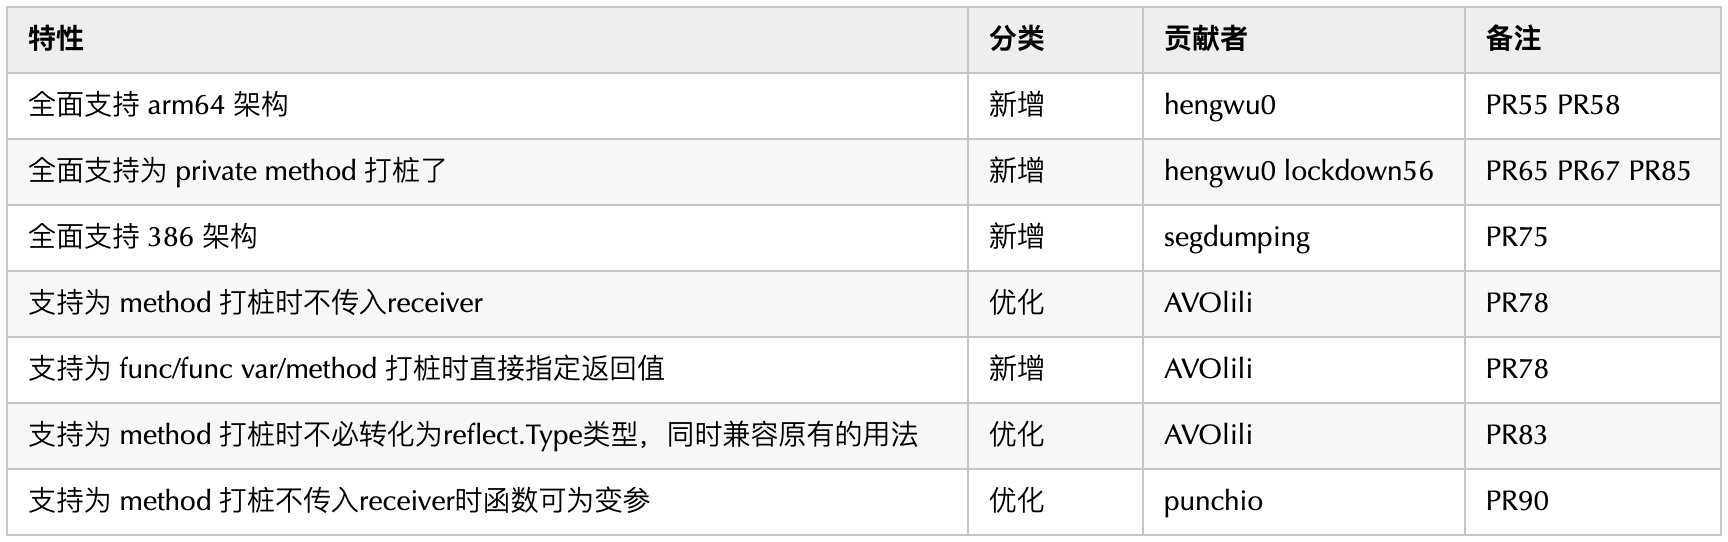 特性 分类 贡献者 备注
全面支持 arm64 架构 新增 hengwu0 PR55 PR58
全面支持为 private method 打桩了 新增 hengwu0 lockdown56 PR65 PR67 PR85
全面支持 386 架构 新增 segdumping PR75
支持为 method 打桩时不传入receiver 优化 AVOlili PR78
支持为 func/func var/method 打桩时直接指定返回值 新增 AVOlili PR78
支持为 method 打桩时不必转化为reflect.Type类型，同时兼容原有的用法 优化 AVOlili PR83
支持为 method 打桩不传入receiver时函数可为变参 优化 punchio PR90